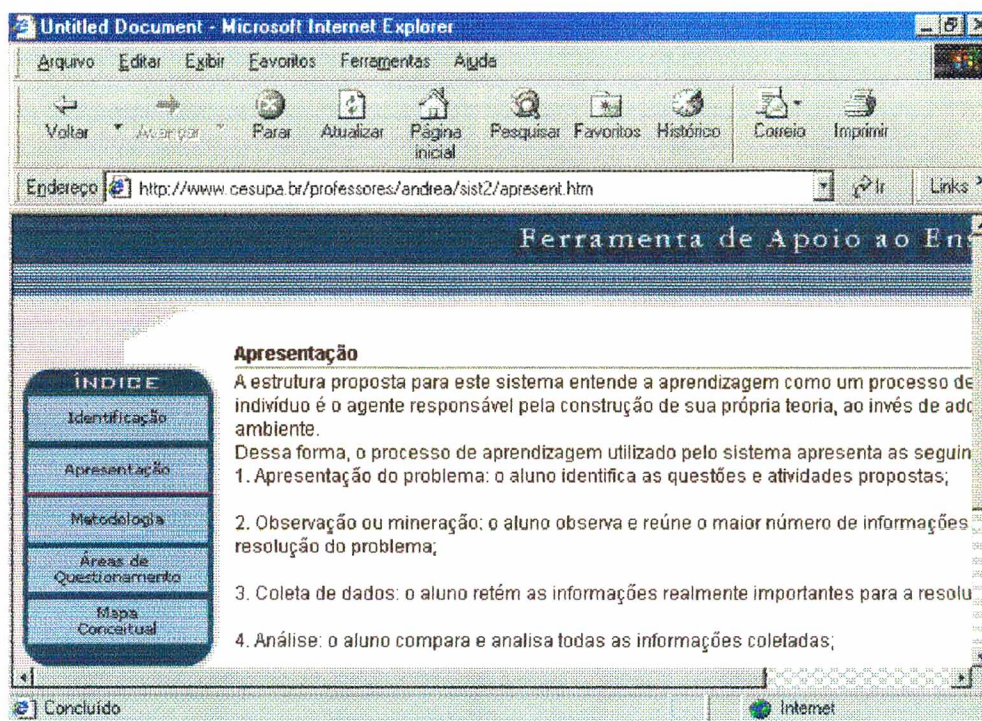 Untitled Document - Microsoft Internet Explorer
Arquivo Editar Exibir Favoritos Ferramentas Ajuda
Voltar Avançar Parar Atualizar Página inicial Pesquisar Favoritos Histórico Correio Imprimir
Endereço http://www.cesupa.br/professores/andrea/sist2/apresent.htm Ir Links
Ferramenta de Apoio ao Ens
ÍNDICE
Identificação
Apresentação
Metodologia
Áreas de
Questionamento
Mapa
Conceitual
Apresentação
A estrutura proposta para este sistema entende a aprendizagem como um processo de
indivíduo é o agente responsável pela construção de sua própria teoria, ao invés de ado
ambiente.
Dessa forma, o processo de aprendizagem utilizado pelo sistema apresenta as seguin
1. Apresentação do problema: o aluno identifica as questões e atividades propostas;
2. Observação ou mineração: o aluno observa e reúne o maior número de informações
resolução do problema;
3. Coleta de dados: o aluno retém as informações realmente importantes para a resolu
4. Análise: o aluno compara e analisa todas as informações coletadas;
Concluído Internet